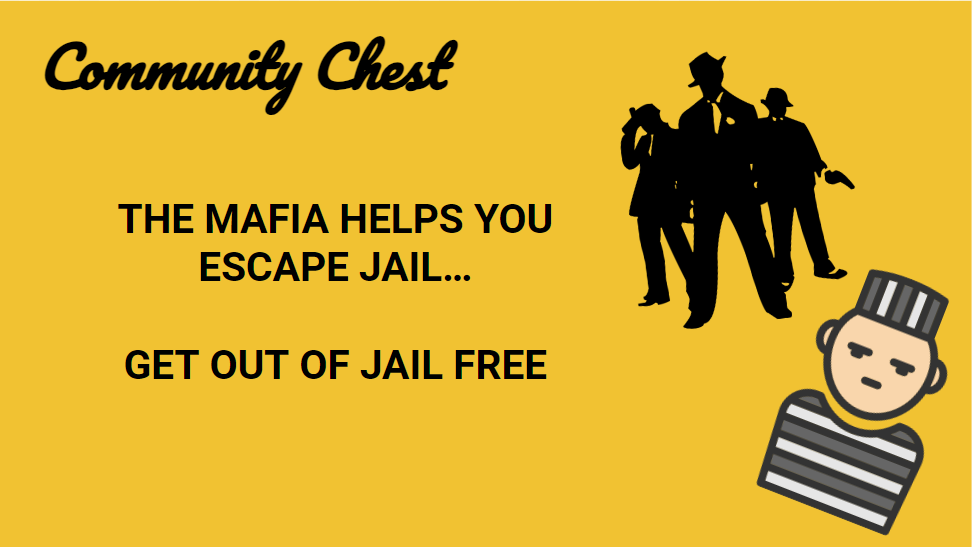 Community Chest
THE MAFIA HELPS YOU
ESCAPE JAIL...
GET OUT OF JAIL FREE